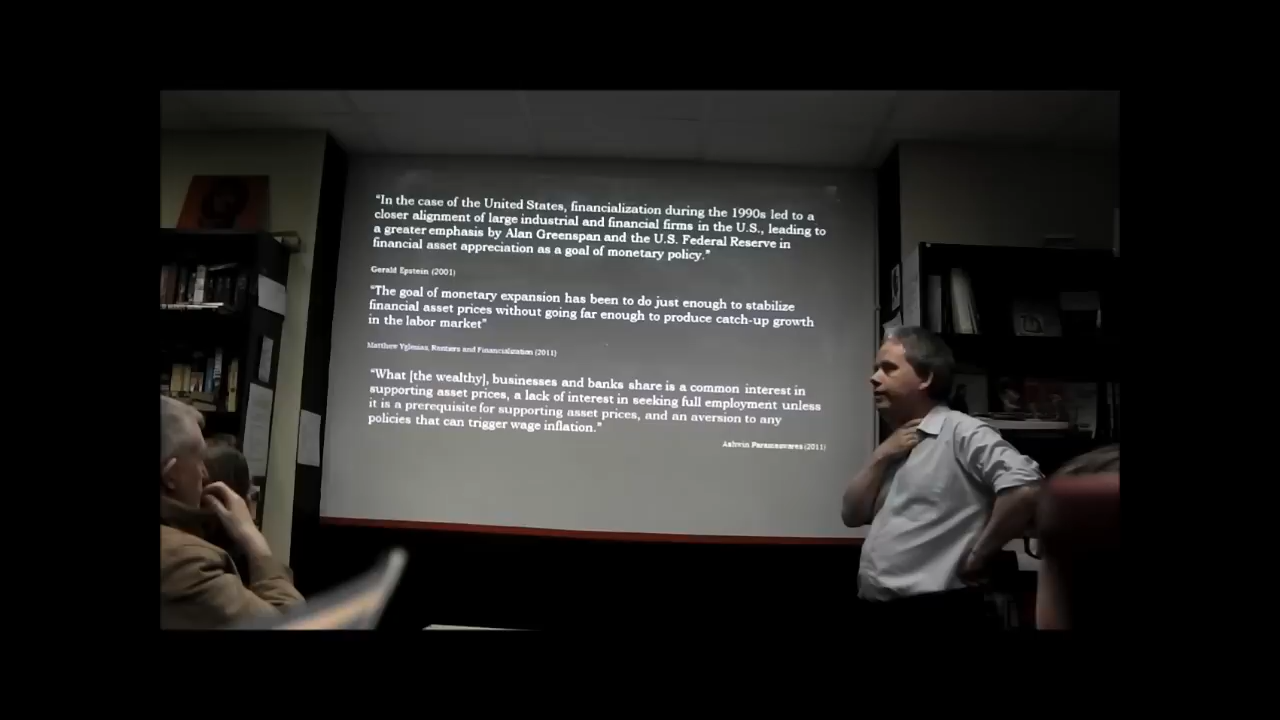 "In the case of the United States, financialization during the 1990s led to a
closer alignment of large industrial and financial firms in the U.S., leading to
a greater emphasis by Alan Greenspan and the U.S. Federal Reserve in
financial asset appreciation as a goal of monetary policy."
Gerald Epstein (2001)
"The goal of monetary expansion has been to do just enough to stabilize
financial asset prices without going far enough to produce catch-up growth
in the labor market"
Matthew Yglesias, Rentiers and Financialization (2011)
"What [the wealthy], businesses and banks share is a common interest in
supporting asset prices, a lack of interest in seeking full employment unless
it is a prerequisite for supporting asset prices, and an aversion to any
policies that can trigger wage inflation."
Ashvin (2011)